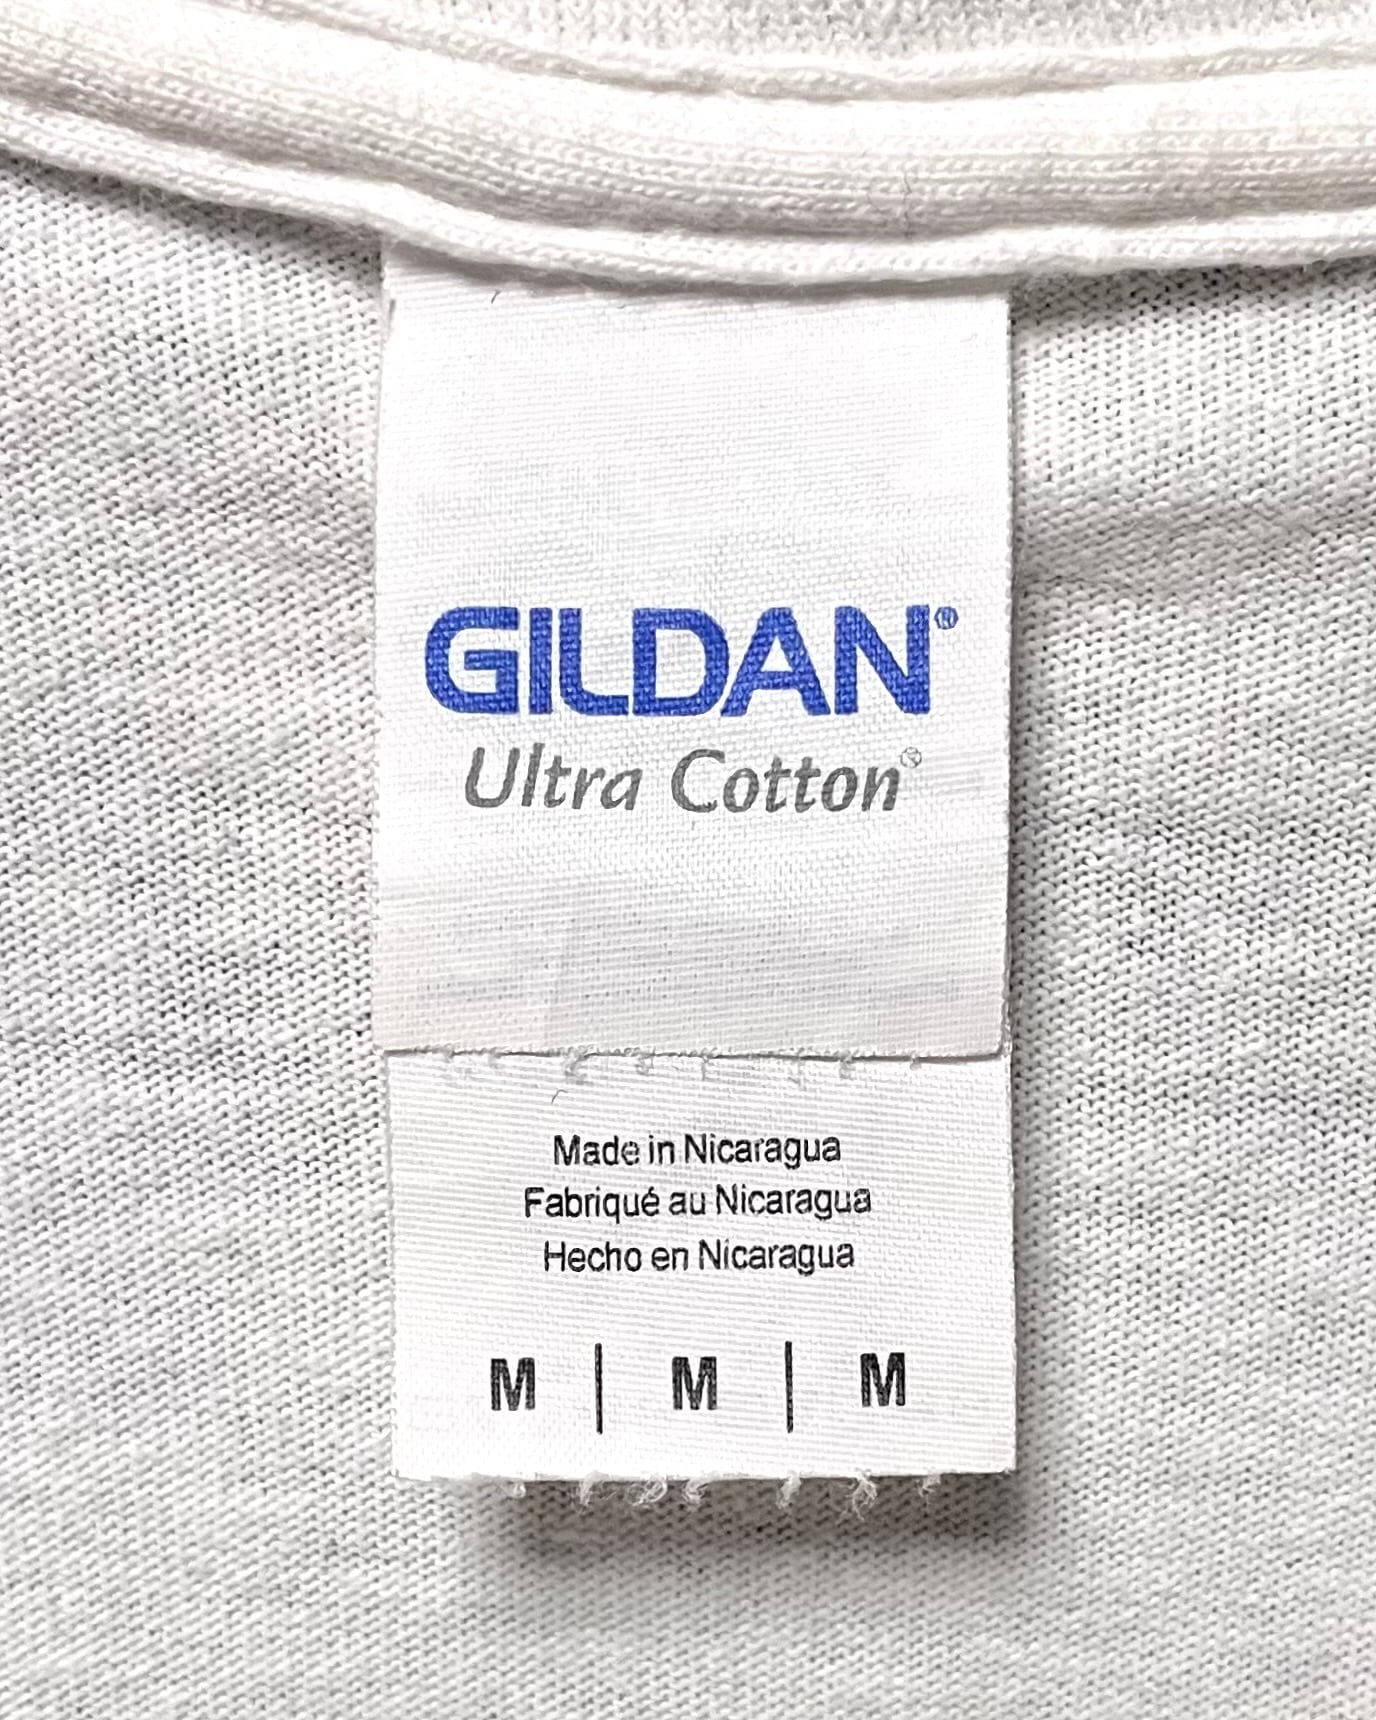 GILDAN®
Ultra Cotton®
Made in Nicaragua
Fabriqué au Nicaragua
Hecho en Nicaragua
M | M | M